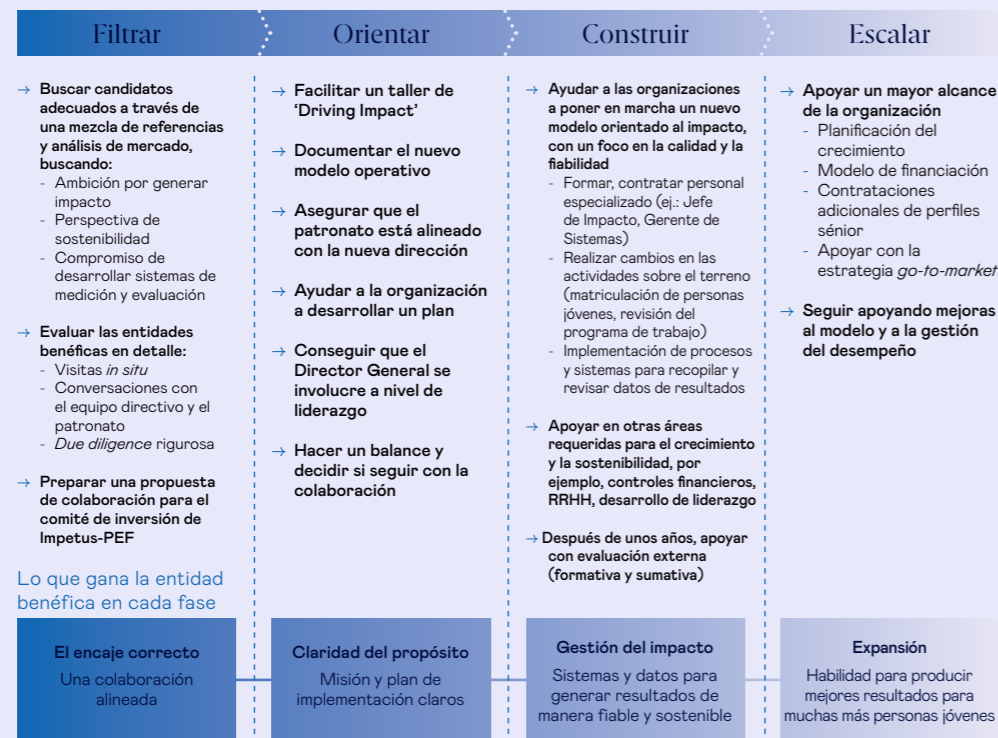 Filtrar
Orientar
Construir
Escalar
→ Buscar candidatos
adecuados a través de
una mezcla de referencias
y análisis de mercado,
buscando:
- Ambición por generar
impacto
- Perspectiva de
sostenibilidad
- Compromiso de
desarrollar sistemas de
medición y evaluación
→ Evaluar las entidades
benéficas en detalle:
- Visitas in situ
- Conversaciones con
el equipo directivo y el
patronato
- Due diligence rigurosa
→ Preparar una propuesta
de colaboración para el
comité de inversión de
Impetus-PEF
→ Facilitar un taller de
‘Driving Impact’
→ Documentar el nuevo
modelo operativo
→ Asegurar que el
patronato está alineado
con la nueva dirección
→ Ayudar a la organización
a desarrollar un plan
→ Conseguir que el
Director General se
involucre a nivel de
liderazgo
→ Hacer un balance y
decidir si seguir con la
colaboración
→ Ayudar a las organizaciones
a poner en marcha un nuevo
modelo orientado al impacto,
con un foco en la calidad y la
fiabilidad
- Formar, contratar personal
especializado (ej.: Jefe
de Impacto, Gerente de
Sistemas)
- Realizar cambios en las
actividades sobre el terreno
(matriculación de personas
jóvenes, revisión del
programa de trabajo)
- Implementación de procesos
y sistemas para recopilar y
revisar datos de resultados
→ Apoyar en otras áreas
requeridas para el crecimiento
y la sostenibilidad, por
ejemplo, controles financieros,
RRHH, desarrollo de liderazgo
→ Después de unos años, apoyar
con evaluación externa
(formativa y sumativa)
→ Apoyar un mayor alcance
de la organización
- Planificación del
crecimiento
- Modelo de financiación
- Contrataciones
adicionales de perfiles
sénior
- Apoyar con la
estrategia go-to-market
→ Seguir apoyando mejoras
al modelo y a la gestión
del desempeño
Lo que gana la entidad
benéfica en cada fase
El encaje correcto
Una colaboración
alineada
Claridad del propósito
Misión y plan de
implementación claros
Gestión del impacto
Sistemas y datos para
generar resultados de
manera fiable y sostenible
Expansión
Habilidad para producir
mejores resultados para
muchas más personas jóvenes